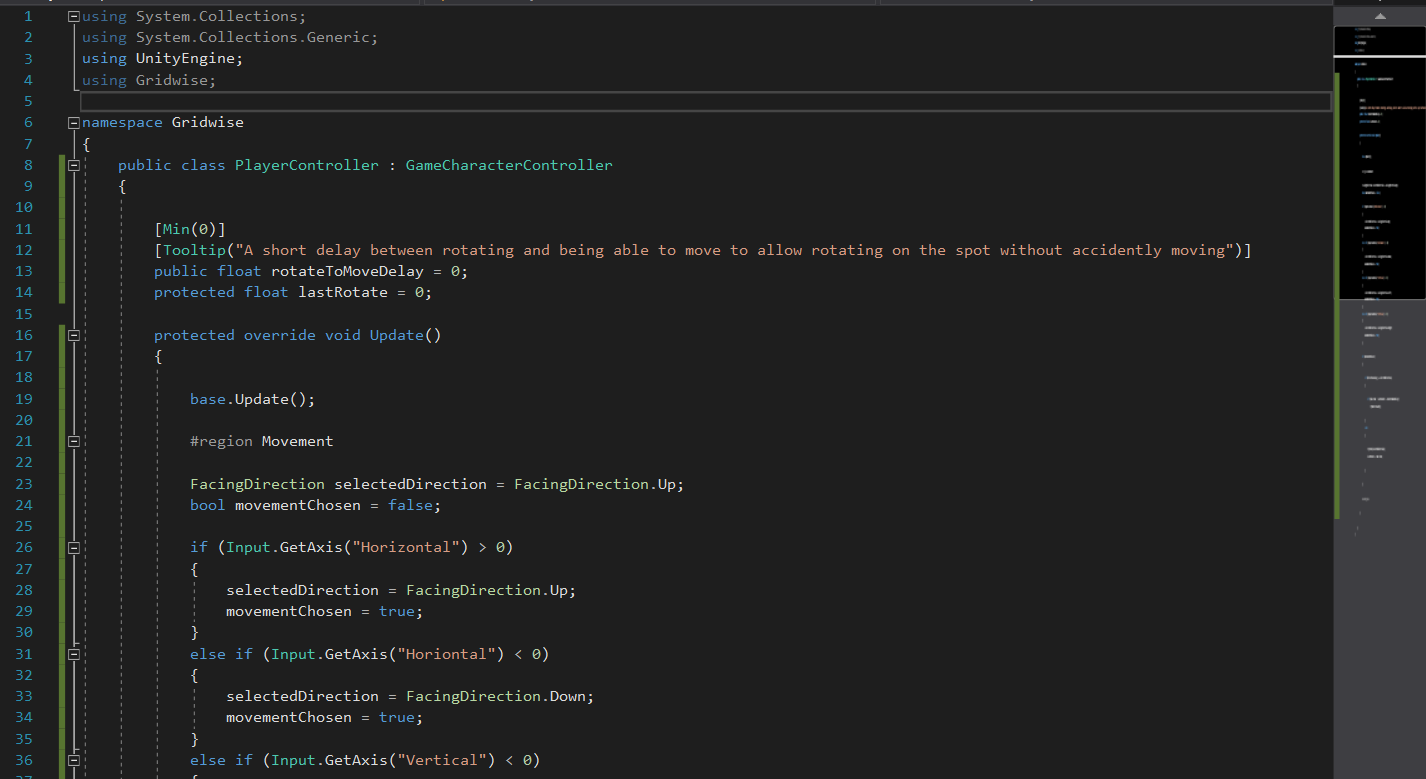 1 using System.Collections;
2 using System.Collections.Generic;
3 using UnityEngine;
4 using Gridwise;
5
6 namespace Gridwise
7 {
8 public class PlayerController : GameCharacterController
9 {
10
11 [Min(0)]
12 [Tooltip("A short delay between rotating and being able to move to allow rotating on the spot without accidently moving")]
13 public float rotateToMoveDelay = 0;
14 protected float lastRotate = 0;
15
16 protected override void Update()
17 {
18
19 base.Update();
20
21 #region Movement
22
23 FacingDirection selectedDirection = FacingDirection.Up;
24 bool movementChosen = false;
25
26 if (Input.GetAxis("Horizontal") > 0)
27 {
28 selectedDirection = FacingDirection.Up;
29 movementChosen = true;
30 }
31 else if (Input.GetAxis("Horiontal") < 0)
32 {
33 selectedDirection = FacingDirection.Down;
34 movementChosen = true;
35 }
36 else if (Input.GetAxis("Vertical") < 0)